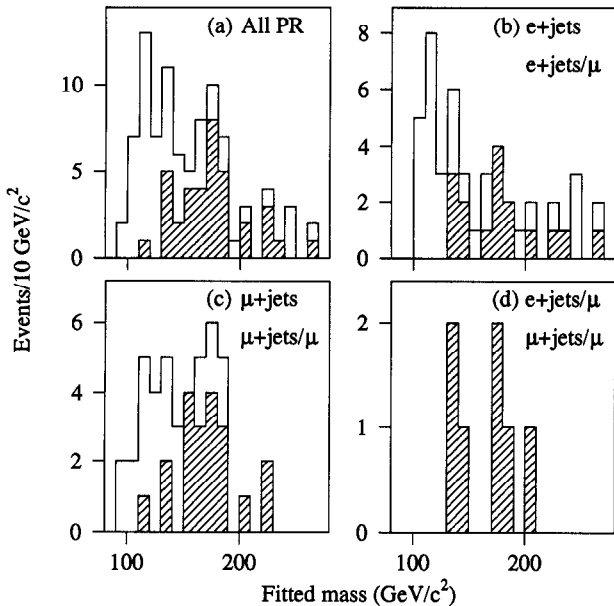 (a) All PR
10
5
0
(b) e+jets
e+jets/μ
8
6
4
2
0
Events/10 GeV/c²
(c) μ+jets
μ+jets/μ
6
4
2
0
100
200
(d) e+jets/μ
μ+jets/μ
2
1
0
100
200
Fitted mass (GeV/c²)